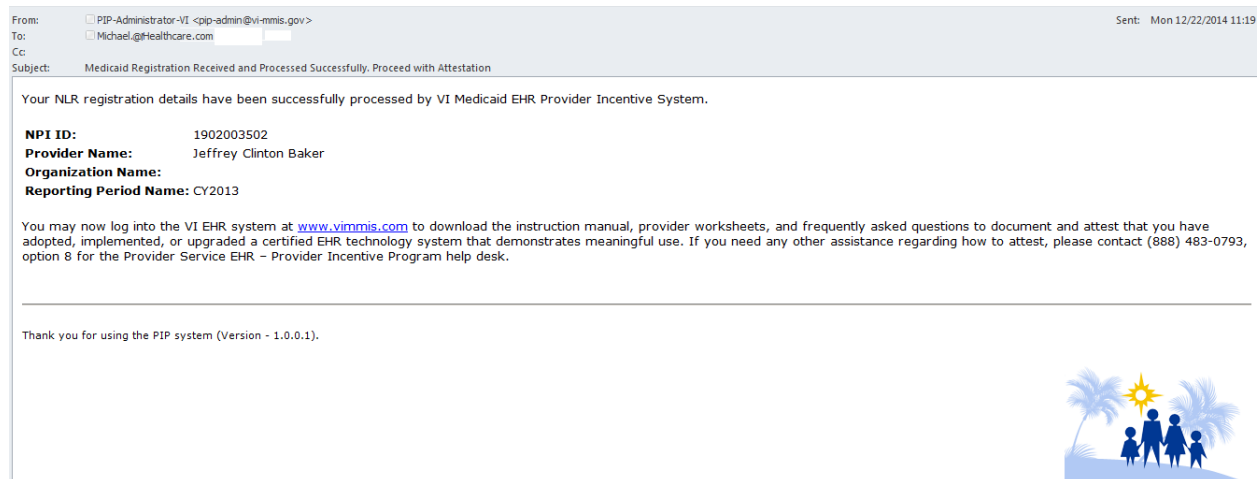 From: PIP-Administrator-VI <pip-admin@vi-mmis.gov> Sent: Mon 12/22/2014 11:19
To: Michael.@Healthcare.com
Cc:
Subject: Medicaid Registration Received and Processed Successfully. Proceed with Attestation
Your NLR registration details have been successfully processed by VI Medicaid EHR Provider Incentive System.
NPI ID: 1902003502
Provider Name: Jeffrey Clinton Baker
Organization Name:
Reporting Period Name: CY2013
You may now log into the VI EHR system at www.vimmis.com to download the instruction manual, provider worksheets, and frequently asked questions to document and attest that you have
adopted, implemented, or upgraded a certified EHR technology system that demonstrates meaningful use. If you need any other assistance regarding how to attest, please contact (888) 483-0793,
option 8 for the Provider Service EHR – Provider Incentive Program help desk.
Thank you for using the PIP system (Version - 1.0.0.1).